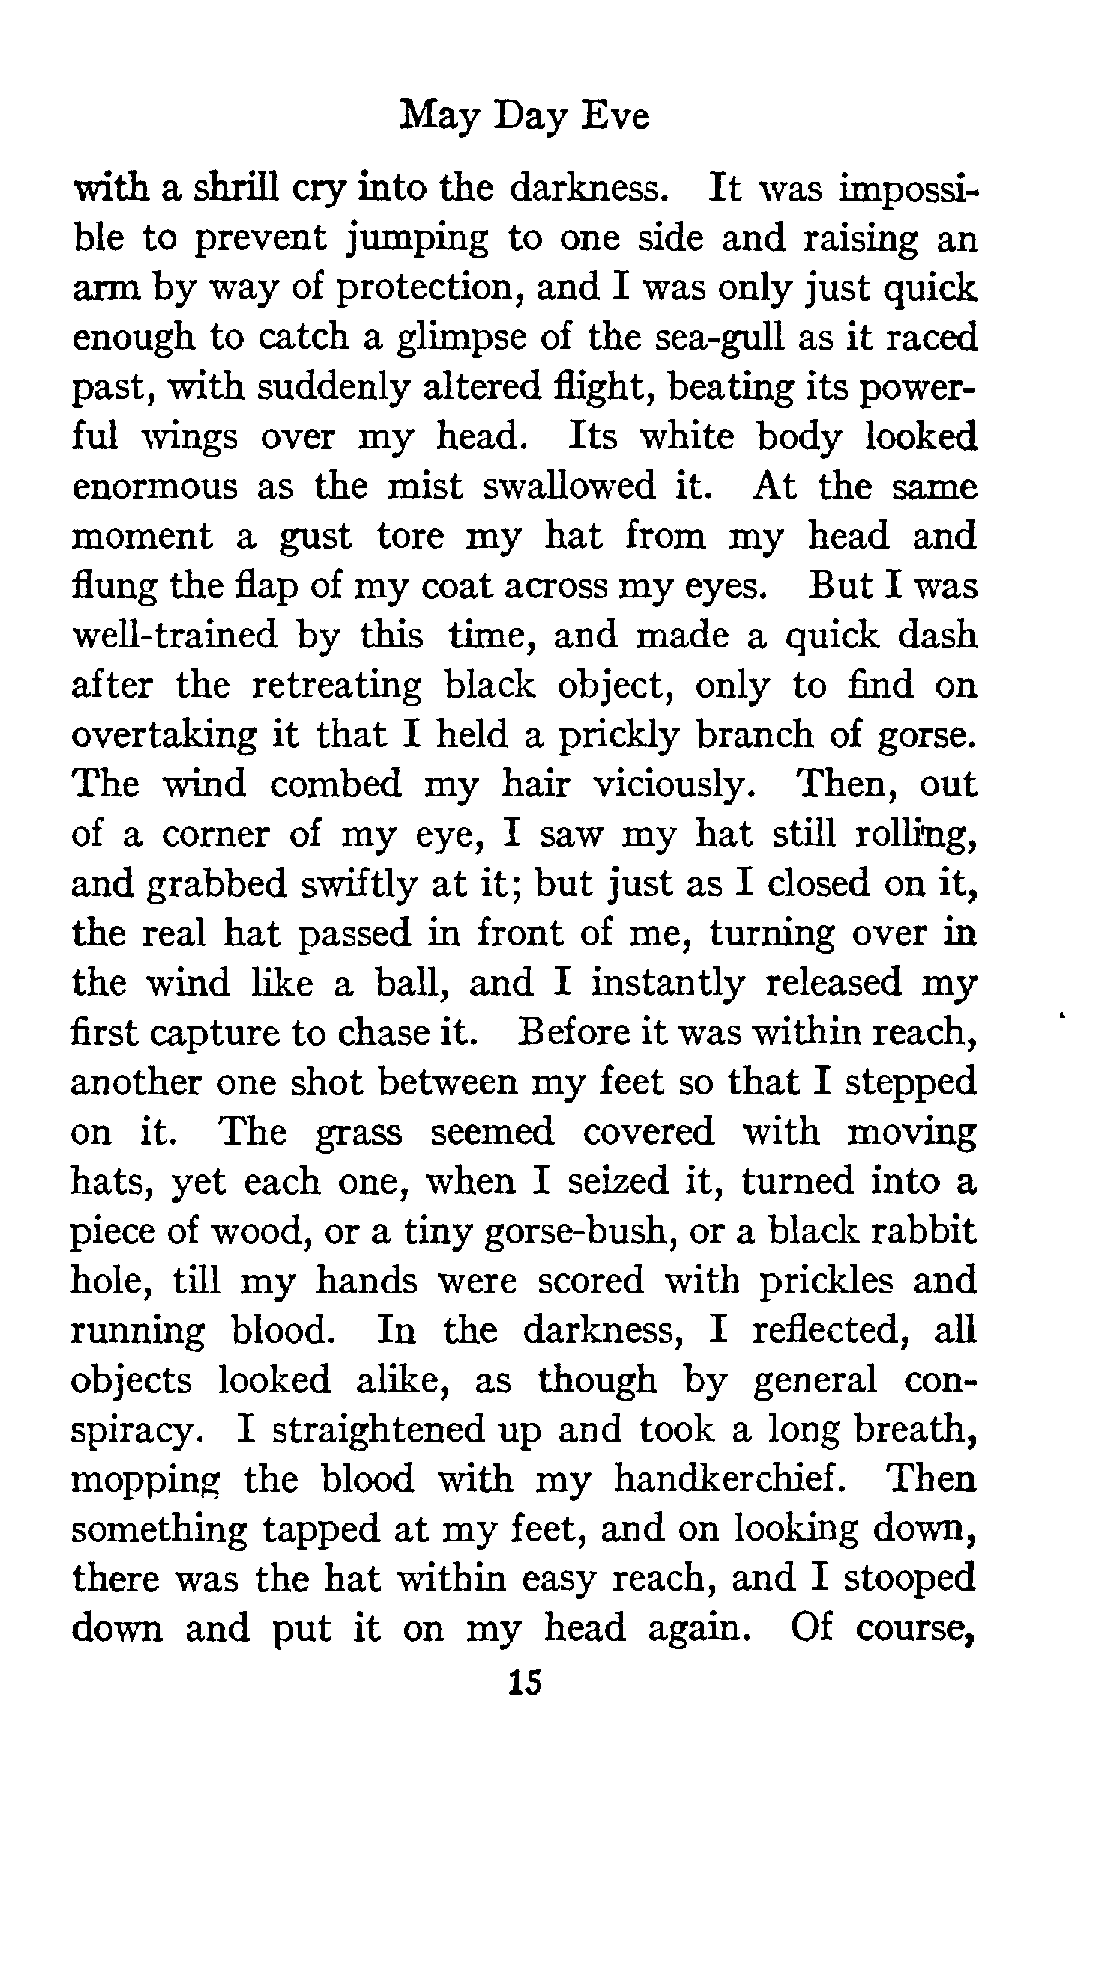 May Day Eve
with a shrill cry into the darkness. It was impossi-
ble to prevent jumping to one side and raising an
arm by way of protection, and I was only just quick
enough to catch a glimpse of the sea-gull as it raced
past, with suddenly altered flight, beating its power-
ful wings over my head. Its white body looked
enormous as the mist swallowed it. At the same
moment a gust tore my hat from my head and
flung the flap of my coat across my eyes. But I was
well-trained by this time, and made a quick dash
after the retreating black object, only to find on
overtaking it that I held a prickly branch of gorse.
The wind combed my hair viciously. Then, out
of a corner of my eye, I saw my hat still rolling,
and grabbed swiftly at it; but just as I closed on it,
the real hat passed in front of me, turning over in
the wind like a ball, and I instantly released my
first capture to chase it. Before it was within reach,
another one shot between my feet so that I stepped
on it. The grass seemed covered with moving
hats, yet each one, when I seized it, turned into a
piece of wood, or a tiny gorse-bush, or a black rabbit
hole, till my hands were scored with prickles and
running blood. In the darkness, I reflected, all
objects looked alike, as though by general con-
spiracy. I straightened up and took a long breath,
mopping the blood with my handkerchief. Then
something tapped at my feet, and on looking down,
there was the hat within easy reach, and I stooped
down and put it on my head again. Of course,
15